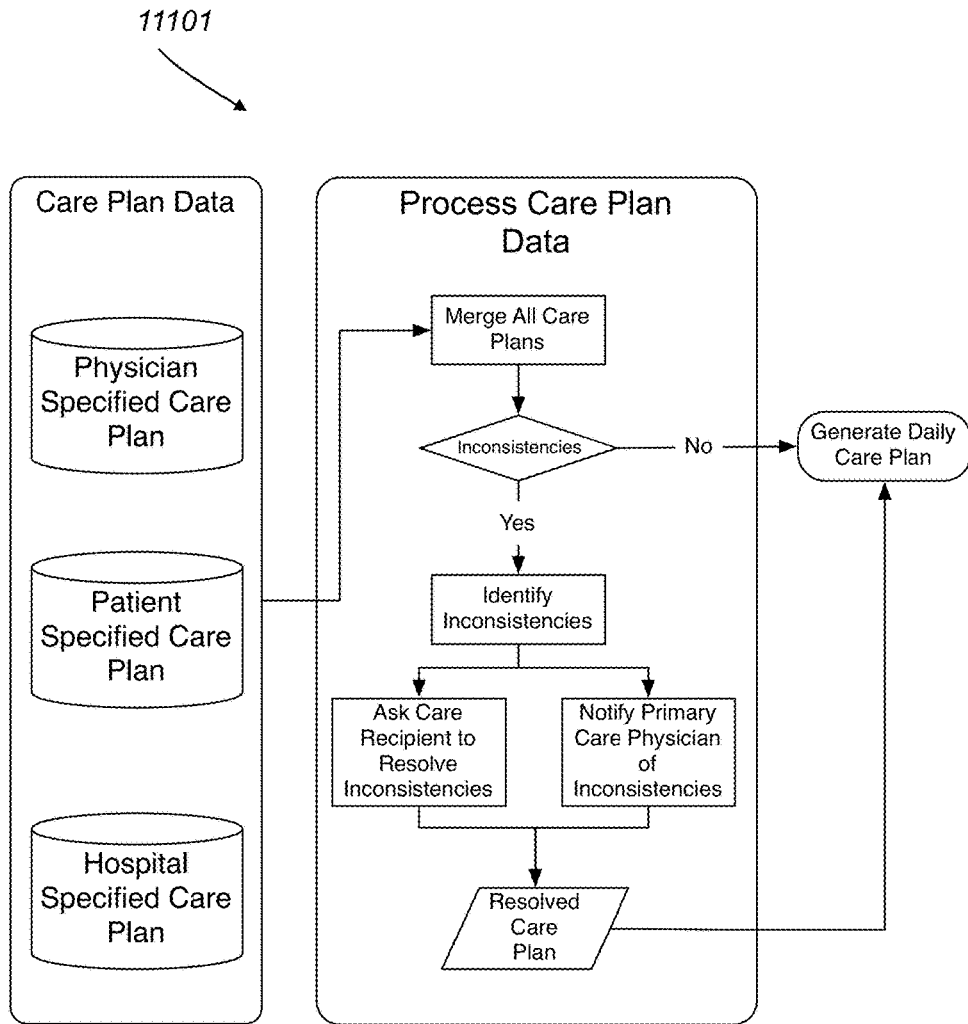 11101
Care Plan Data
Physician
Specified Care
Plan
Patient
Specified Care
Plan
Hospital
Specified Care
Plan
Process Care Plan
Data
Merge All Care
Plans
Inconsistencies
No
Generate Daily
Care Plan
Yes
Identify
Inconsistencies
Ask Care
Recipient to
Resolve
Inconsistencies
Notify Primary
Care Physician
of
Inconsistencies
Resolved
Care
Plan